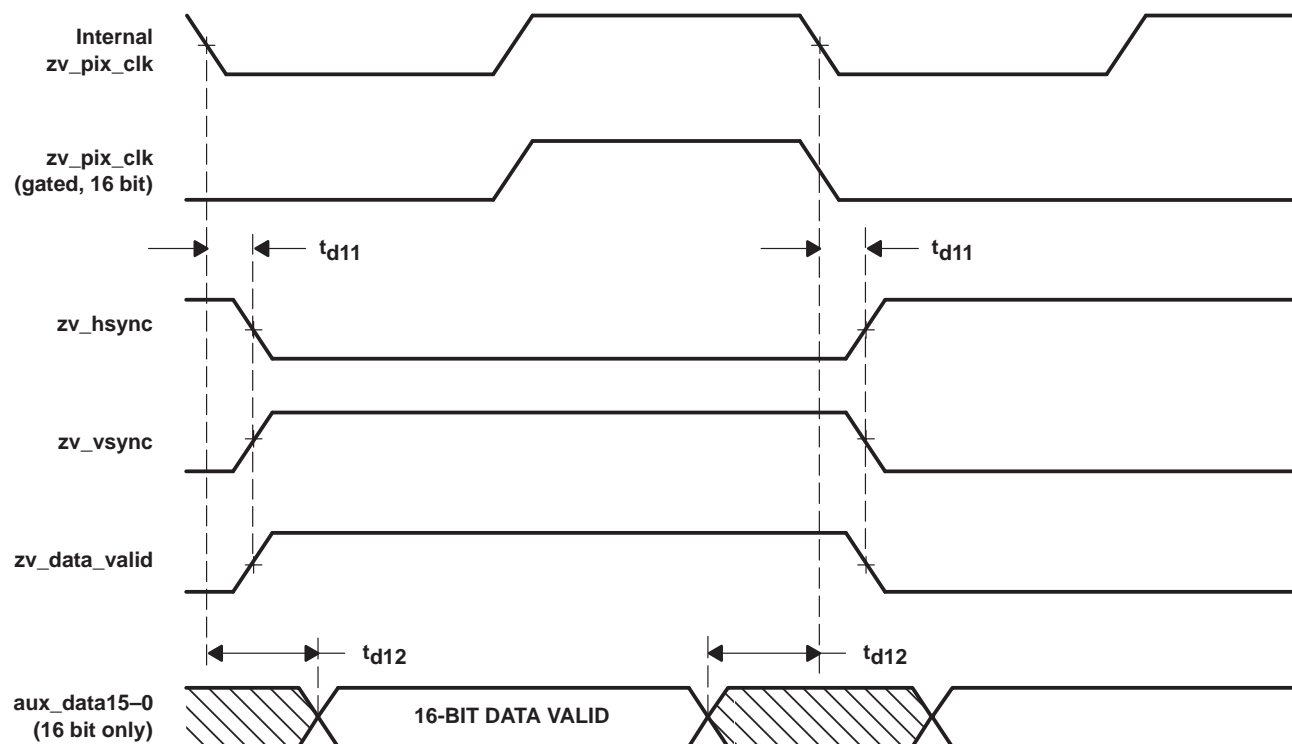 Internal
zv_pix_clk
zv_pix_clk
(gated, 16 bit)
td11
td11
zv_hsync
zv_vsync
zv_data_valid
td12
td12
aux_data15–0
(16 bit only)
16-BIT DATA VALID